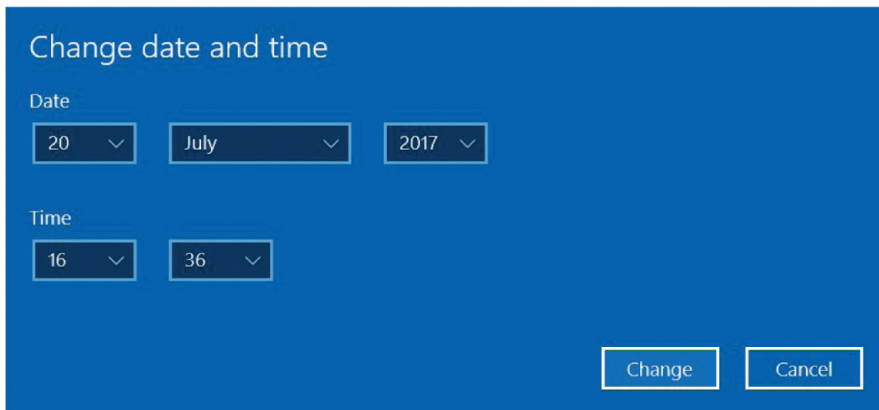 Change date and time
Date
20 July 2017
Time
16 36
Change Cancel